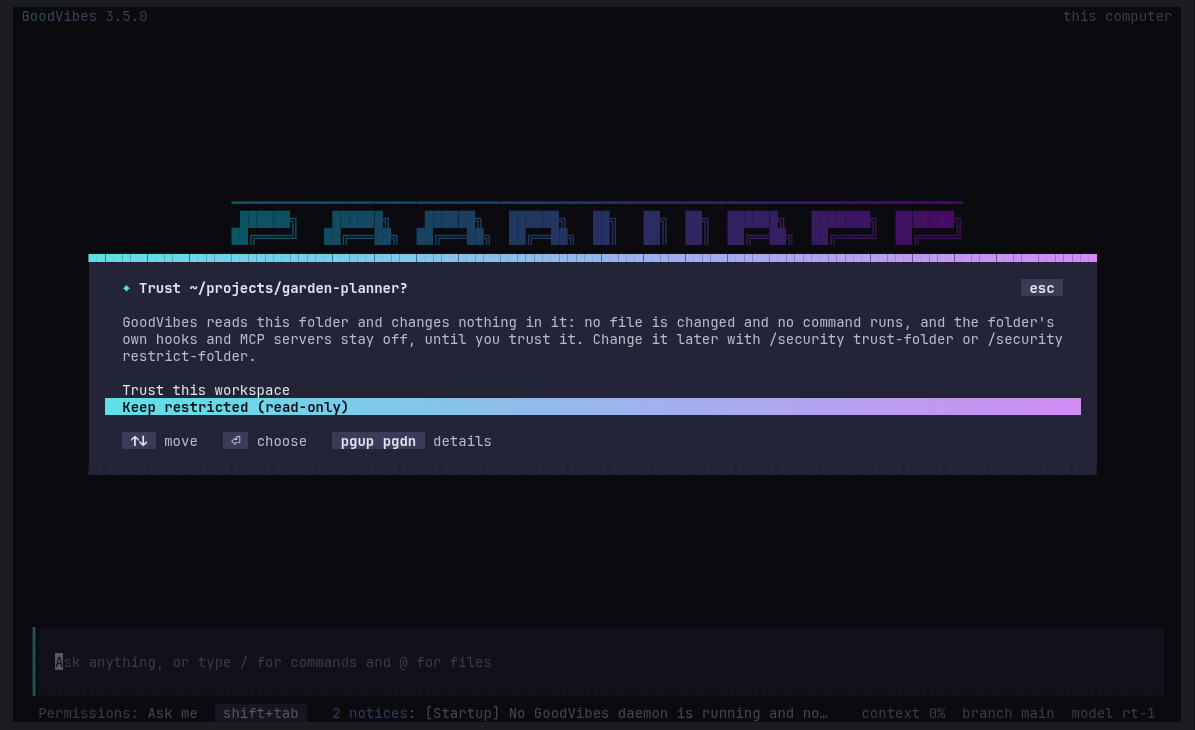 GoodVibes 3.5.0
this computer
GOODVIBES
✦ Trust ~/projects/garden-planner?
esc
GoodVibes reads this folder and changes nothing in it: no file is changed and no command runs, and the folder's
own hooks and MCP servers stay off, until you trust it. Change it later with /security trust-folder or /security
restrict-folder.
Trust this workspace
Keep restricted (read-only)
↑↓ move ⏎ choose pgup pgdn details
Ask anything, or type / for commands and @ for files
Permissions: Ask me shift+tab 2 notices: [Startup] No GoodVibes daemon is running and no… context 0% branch main model rt-1